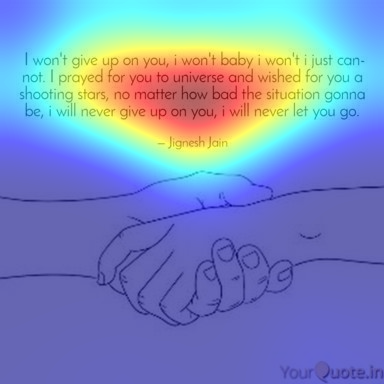 I won't give up on you, i won't baby i won't i just can-
not. I prayed for you to universe and wished for you a
shooting stars, no matter how bad the situation gonna
be, i will never give up on you, i will never let you go.
— Jignesh Jain
YourQuote.in